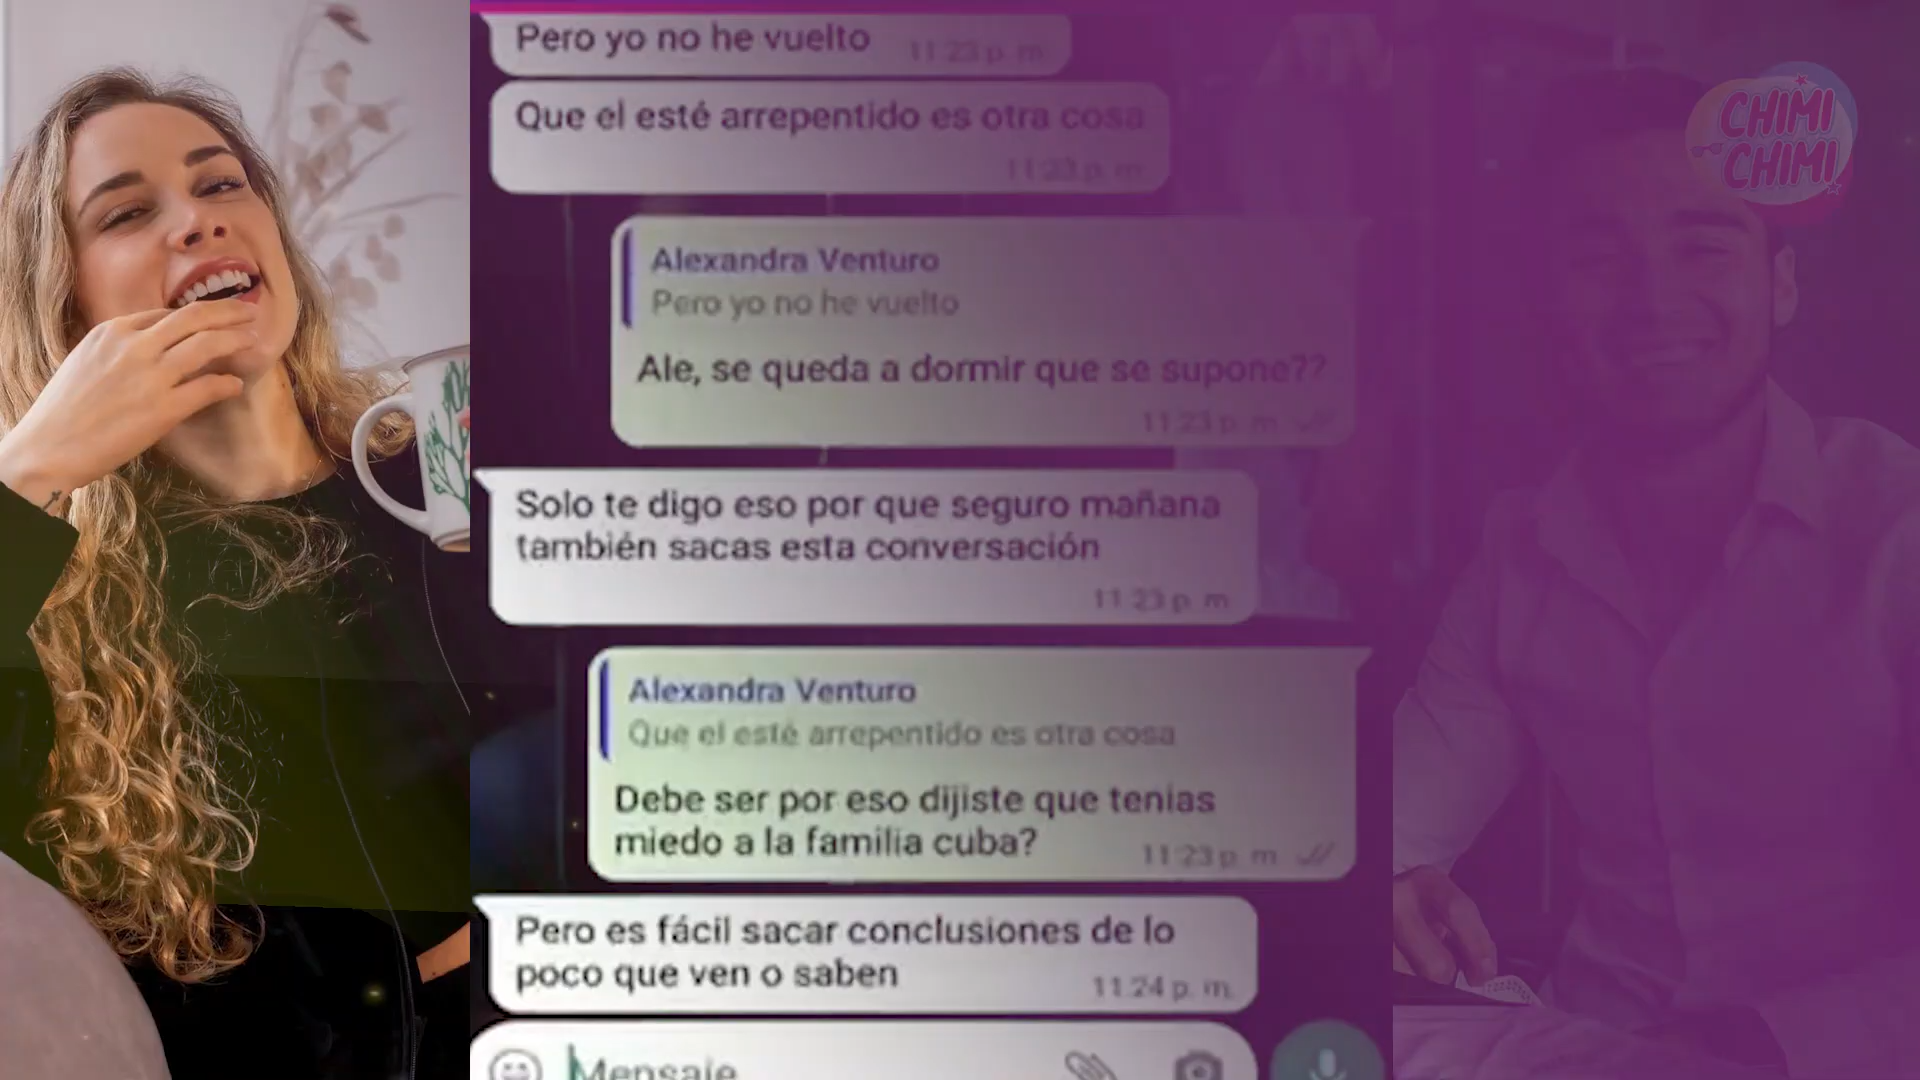 Pero yo no he vuelto
11:23 p. m.
Que el esté arrepentido es otra cosa
11:23 p. m.
Alexandra Venturo
Pero yo no he vuelto
Ale, se queda a dormir que se supone??
11:23 p. m.
Solo te digo eso por que seguro mañana
también sacas esta conversación
11:23 p. m.
Alexandra Venturo
Que el esté arrepentido es otra cosa
Debe ser por eso dijiste que tenias
miedo a la familia cuba?
11:23 p. m.
Pero es fácil sacar conclusiones de lo
poco que ven o saben
11:24 p. m.
Mensaje
CHIMI
CHIMI